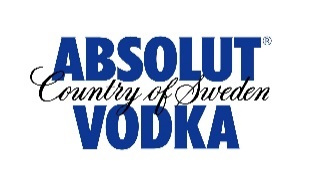 ABSOLUT®
Country of Sweden
VODKA